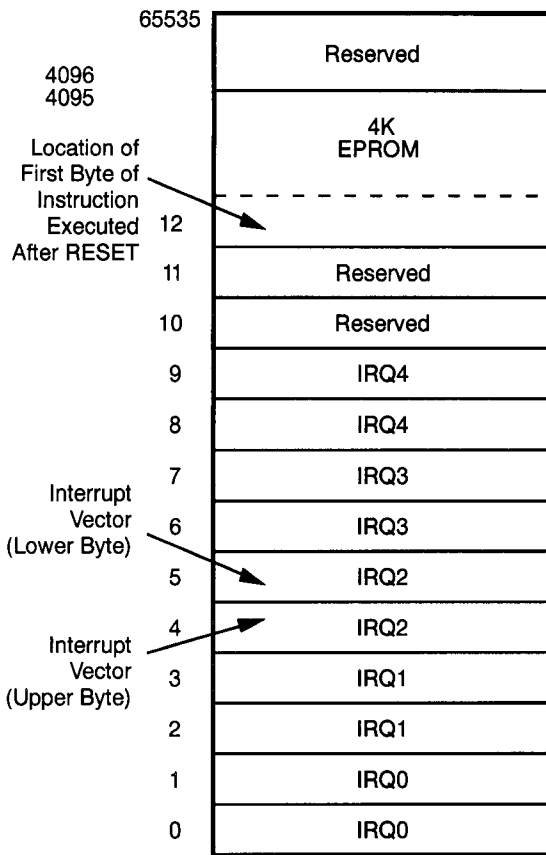 65535
Reserved
4096
4095
4K
EPROM
Location of
First Byte of
Instruction
Executed
After RESET
12
11
Reserved
10
Reserved
9
IRQ4
8
IRQ4
7
IRQ3
Interrupt
Vector
(Lower Byte)
6
IRQ3
5
IRQ2
4
IRQ2
Interrupt
Vector
(Upper Byte)
3
IRQ1
2
IRQ1
1
IRQ0
0
IRQ0